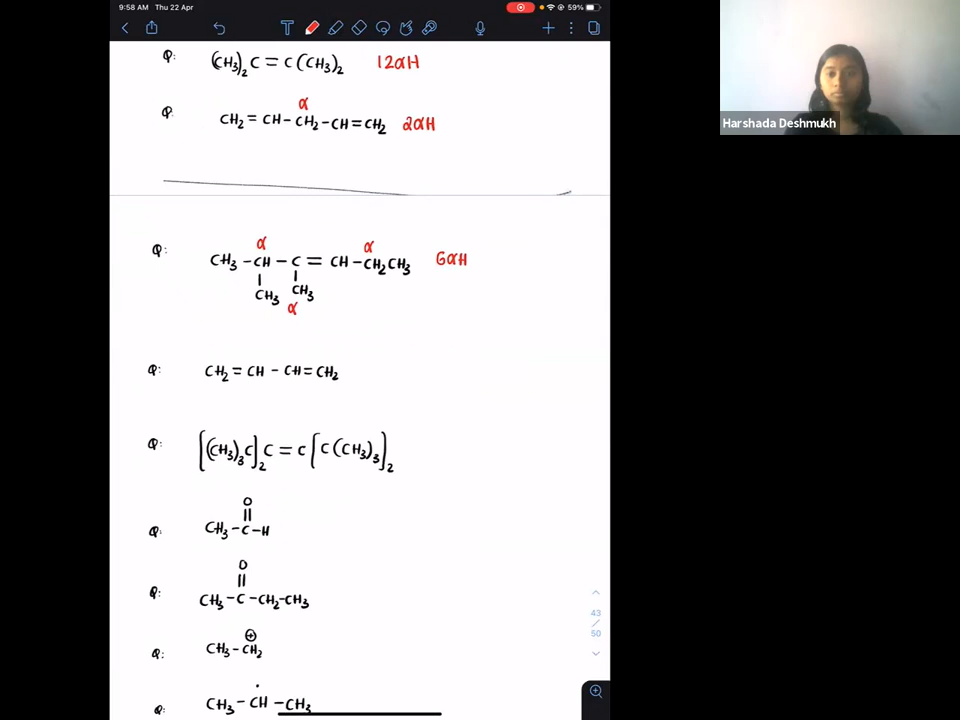 9:58 AM Thu 22 Apr
59%
Q: (CH3)2 C = C (CH3)2 12αH
α
Q. CH2 = CH - CH2 - CH = CH2 2αH
α α
Q: CH3 - CH - C = CH - CH2CH3 6αH
CH3 CH3
α
Q: CH2 = CH - CH = CH2
Q: [(CH3)3C]2 C = C [C(CH3)3]2
O
Q: CH3 - C - H
O
Q: CH3 - C - CH2 - CH3
⊕
Q: CH3 - CH2
Q: CH3 - ĊH - CH3
43
/
50
Harshada Deshmukh